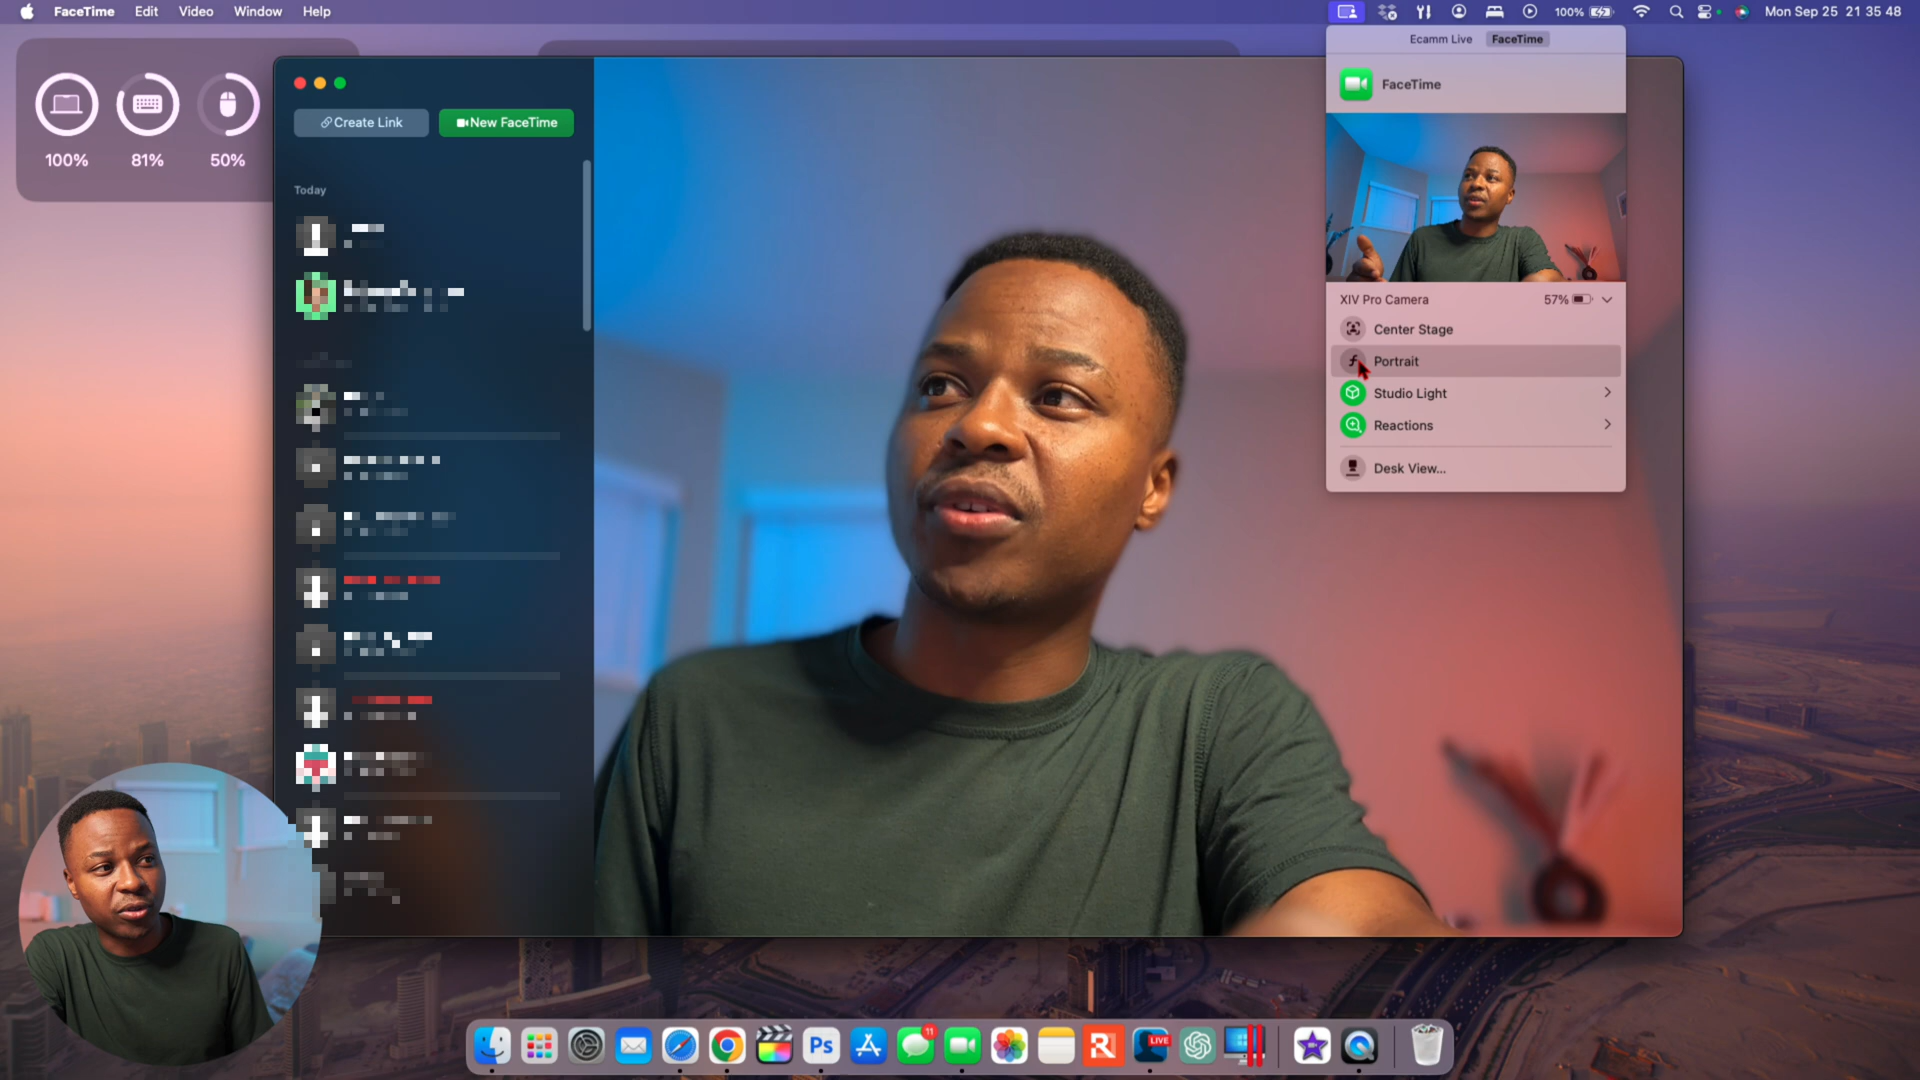 FaceTime Edit Video Window Help
100% Mon Sep 25 21 35 48
Ecamm Live FaceTime
FaceTime
100% 81% 50%
Create Link New FaceTime
Today
XIV Pro Camera 57%
Center Stage
Portrait
Studio Light
Reactions
Desk View...
Ps
11
LIVE